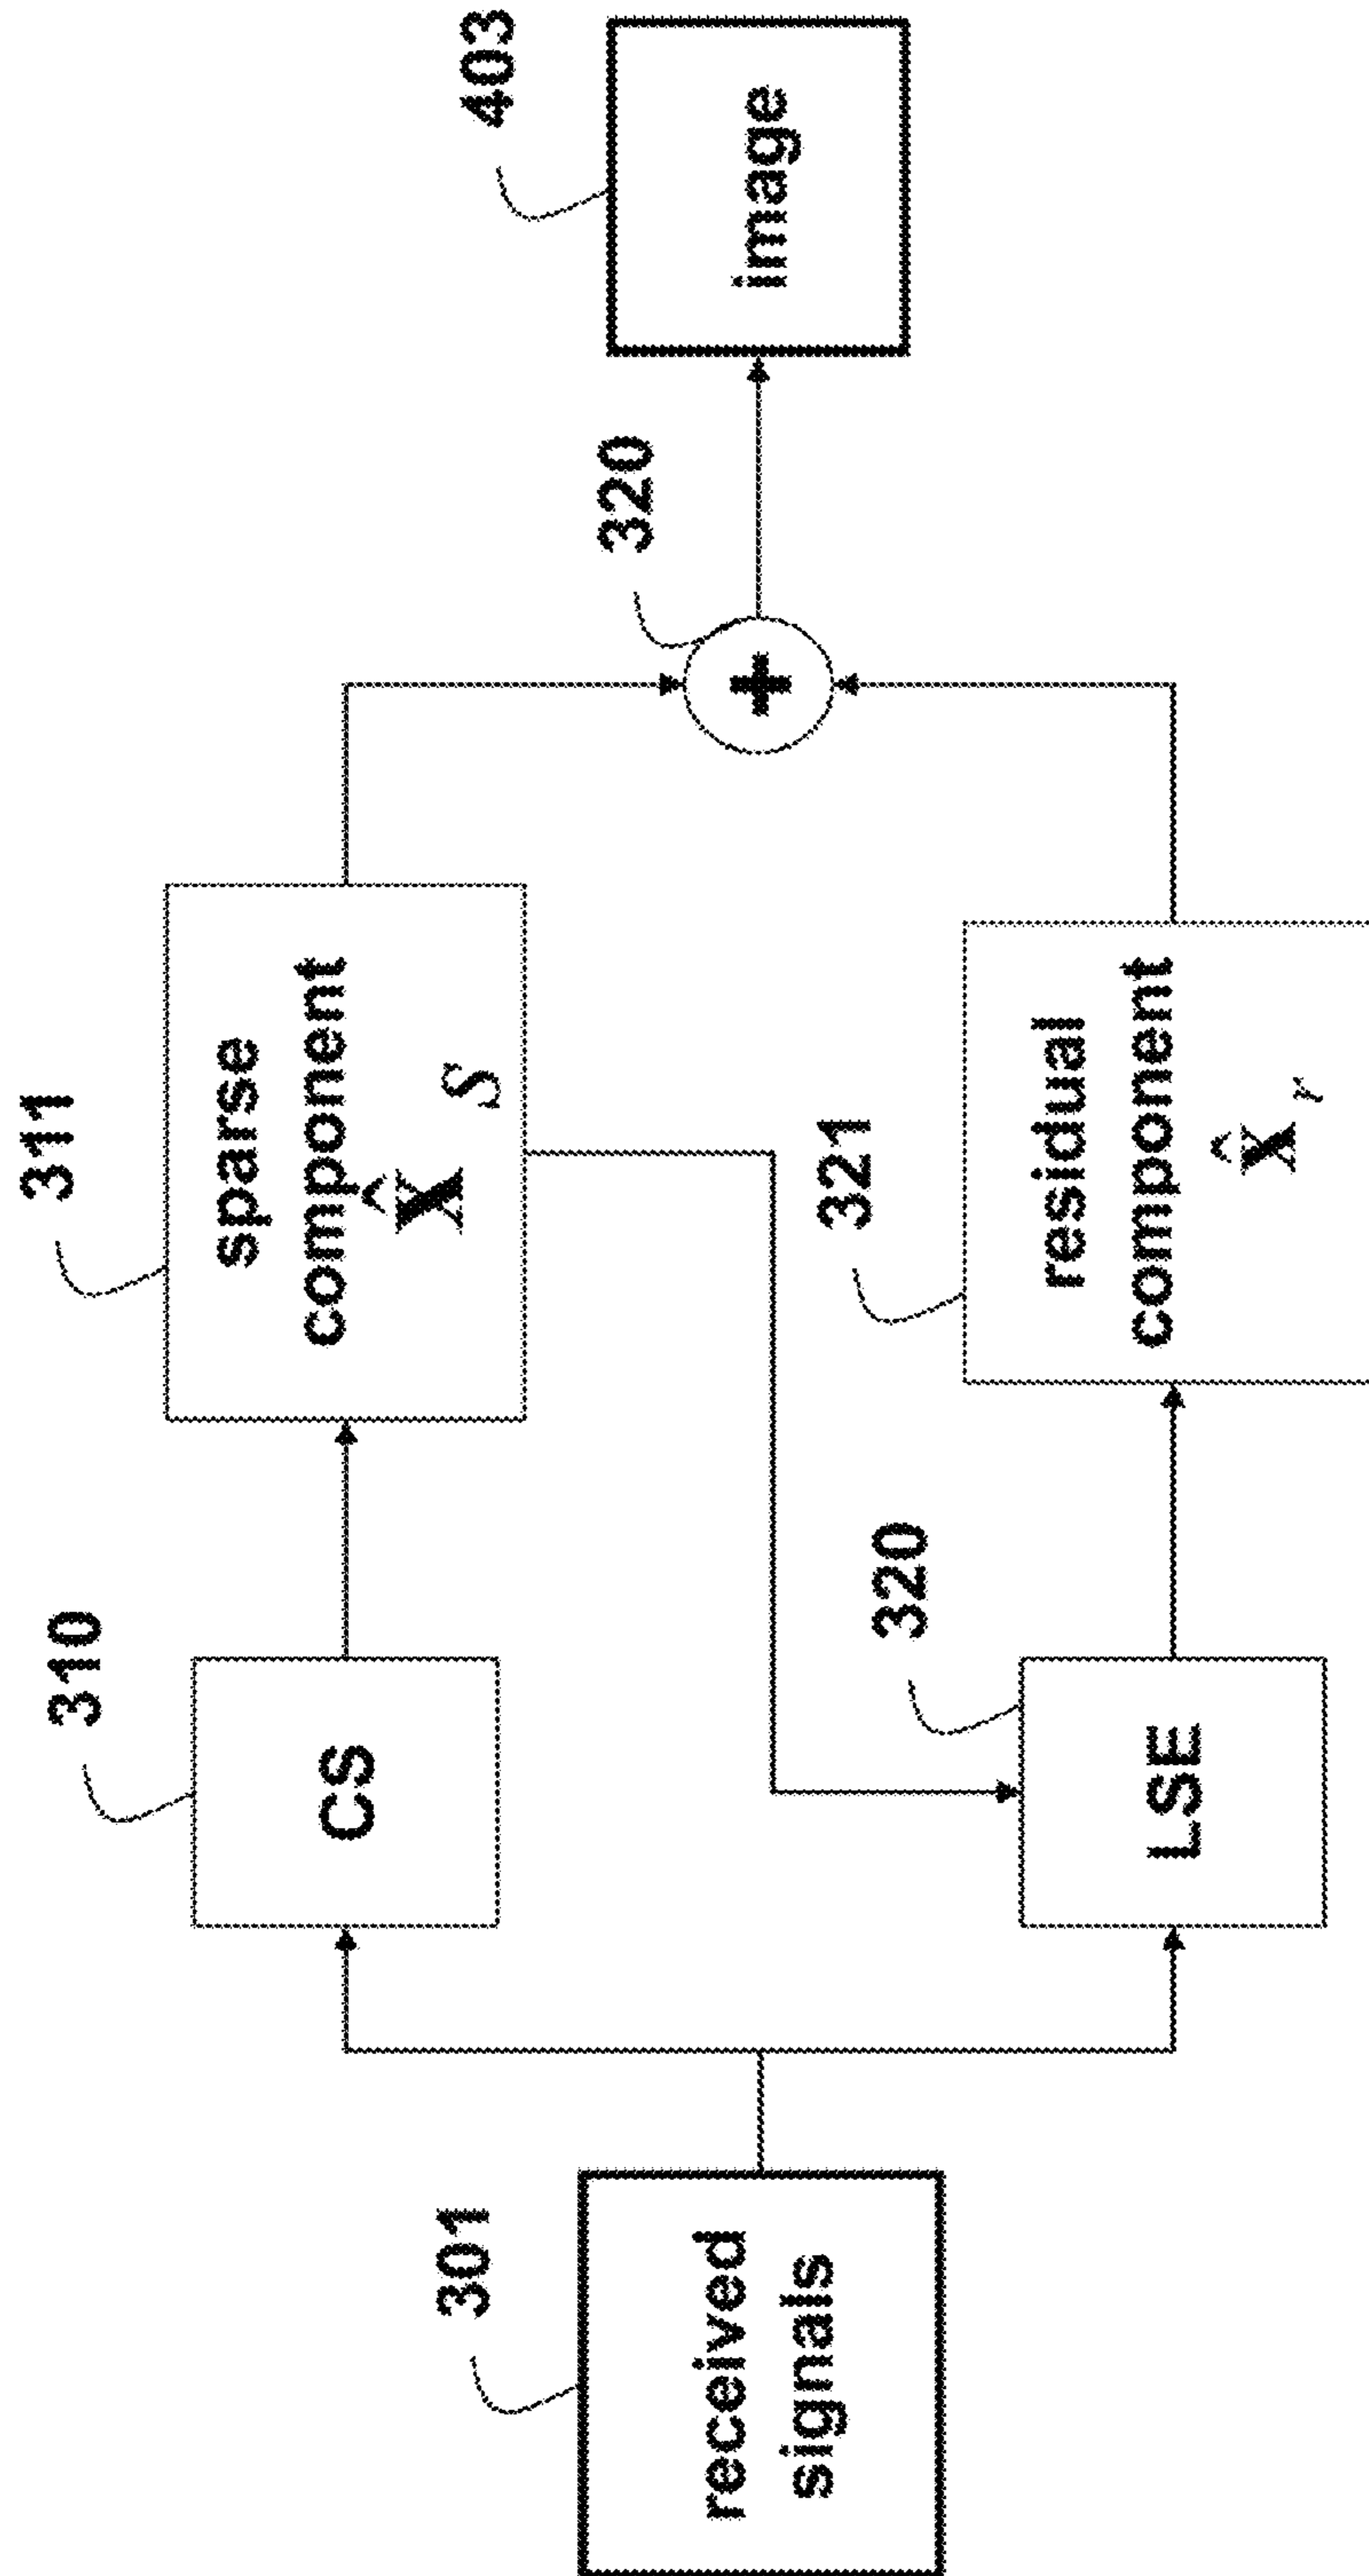 301
received
signals
310
CS
311
sparse
component
x̂ S
320
LSE
321
residual
component
x̂ r
320
+
403
image